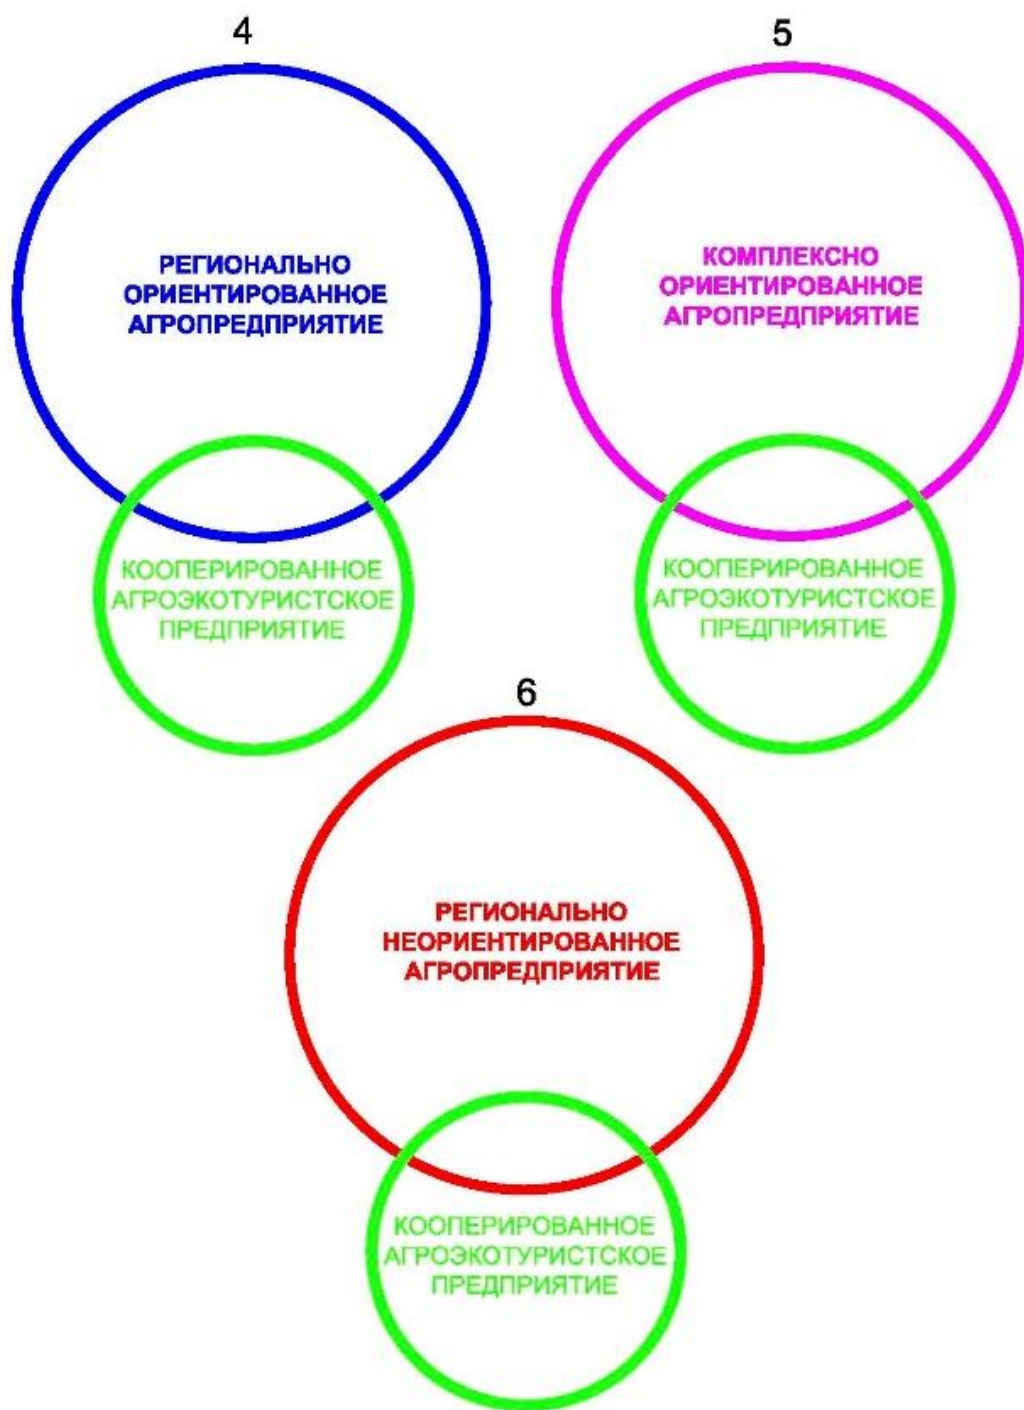 4
РЕГИОНАЛЬНО
ОРИЕНТИРОВАННОЕ
АГРОПРЕДПРИЯТИЕ
КООПЕРИРОВАННОЕ
АГРОЭКОТУРИСТСКОЕ
ПРЕДПРИЯТИЕ
5
КОМПЛЕКСНО
ОРИЕНТИРОВАННОЕ
АГРОПРЕДПРИЯТИЕ
КООПЕРИРОВАННОЕ
АГРОЭКОТУРИСТСКОЕ
ПРЕДПРИЯТИЕ
6
РЕГИОНАЛЬНО
НЕОРИЕНТИРОВАННОЕ
АГРОПРЕДПРИЯТИЕ
КООПЕРИРОВАННОЕ
АГРОЭКОТУРИСТСКОЕ
ПРЕДПРИЯТИЕ